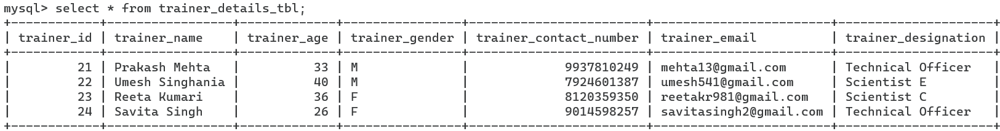 mysql> select * from trainer_details_tbl;
+------------+-----------------+-------------+----------------+------------------------+------------------------+---------------------+
| trainer_id | trainer_name    | trainer_age | trainer_gender | trainer_contact_number | trainer_email          | trainer_designation |
+------------+-----------------+-------------+----------------+------------------------+------------------------+---------------------+
|         21 | Prakash Mehta   |          33 | M              |             9937810249 | mehta13@gmail.com      | Technical Officer   |
|         22 | Umesh Singhania |          40 | M              |             7924601387 | umesh541@gmail.com     | Scientist E         |
|         23 | Reeta Kumari    |          36 | F              |             8120359350 | reetakr981@gmail.com   | Scientist C         |
|         24 | Savita Singh    |          26 | F              |             9014598257 | savitasingh2@gmail.com | Technical Officer   |
+------------+-----------------+-------------+----------------+------------------------+------------------------+---------------------+